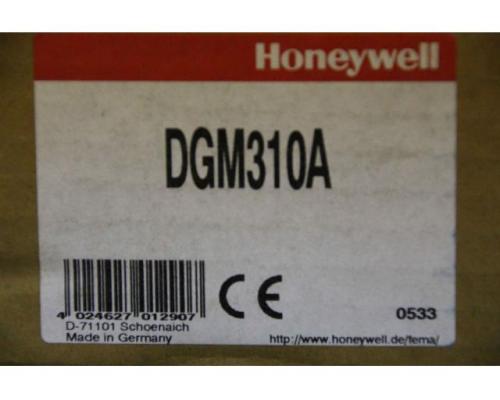 Honeywell
DGM310A
4 024627 012907
D-71101 Schoenaich
Made in Germany
CE
0533
http://www.honeywell.de/fema/